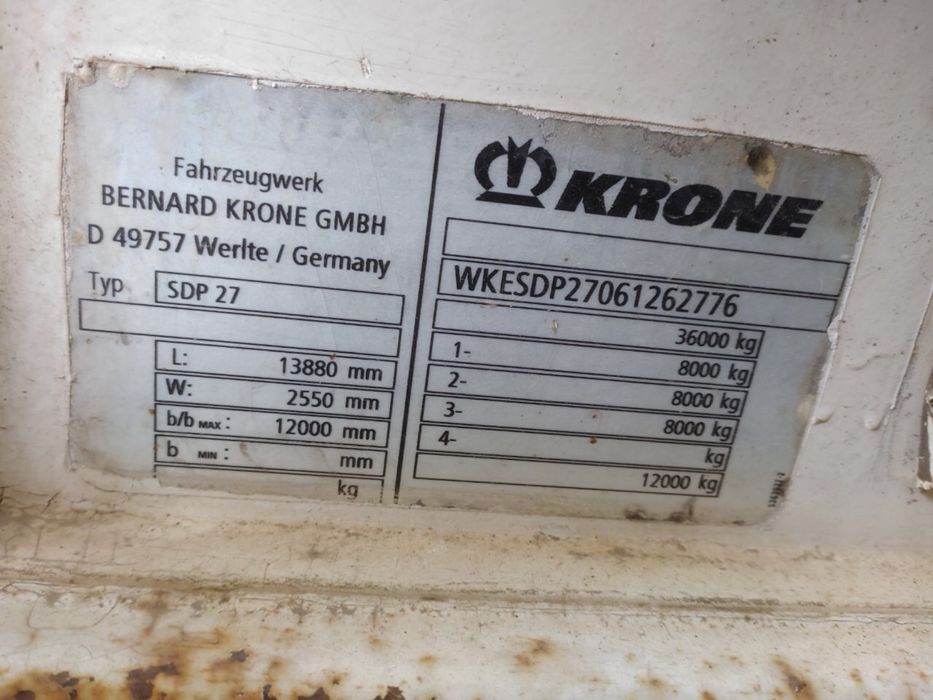 Fahrzeugwerk
BERNARD KRONE GMBH
D 49757 Werlte / Germany
Typ SDP 27
L: 13880 mm
W: 2550 mm
b/b MAX : 12000 mm
b MIN : mm
kg
KRONE
WKESDP27061262776
36000 kg
1- 8000 kg
2- 8000 kg
3- 8000 kg
4- kg
12000 kg